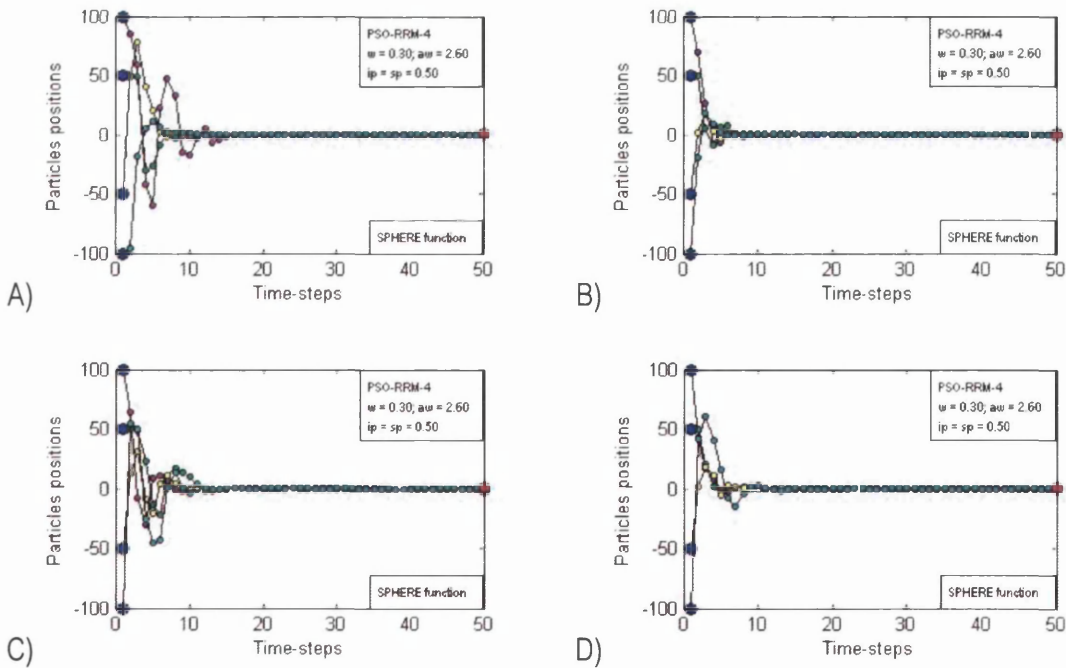 100
50
0
-50
-100
Particles positions
PSO-RRM-4
w = 0.30; aw = 2.60
ip = sp = 0.50
SPHERE function
0 10 20 30 40 50
Time-steps
A)
100
50
0
-50
-100
Particles positions
PSO-RRM-4
w = 0.30; aw = 2.60
ip = sp = 0.50
SPHERE function
0 10 20 30 40 50
Time-steps
B)
100
50
0
-50
-100
Particles positions
PSO-RRM-4
w = 0.30; aw = 2.60
ip = sp = 0.50
SPHERE function
0 10 20 30 40 50
Time-steps
C)
100
50
0
-50
-100
Particles positions
PSO-RRM-4
w = 0.30; aw = 2.60
ip = sp = 0.50
SPHERE function
0 10 20 30 40 50
Time-steps
D)